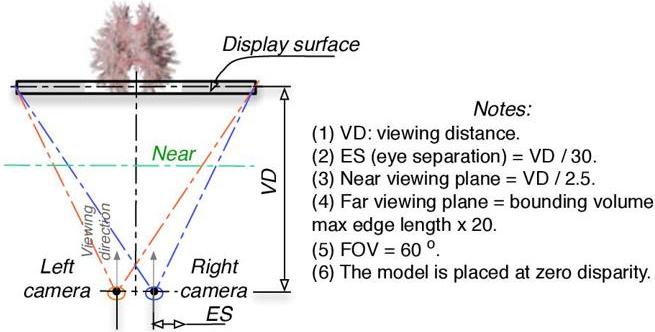 Display surface
Near
VD
Viewing
direction
Left
camera
Right
camera
ES
Notes:
(1) VD: viewing distance.
(2) ES (eye separation) = VD / 30.
(3) Near viewing plane = VD / 2.5.
(4) Far viewing plane = bounding volume
max edge length x 20.
(5) FOV = 60 º.
(6) The model is placed at zero disparity.